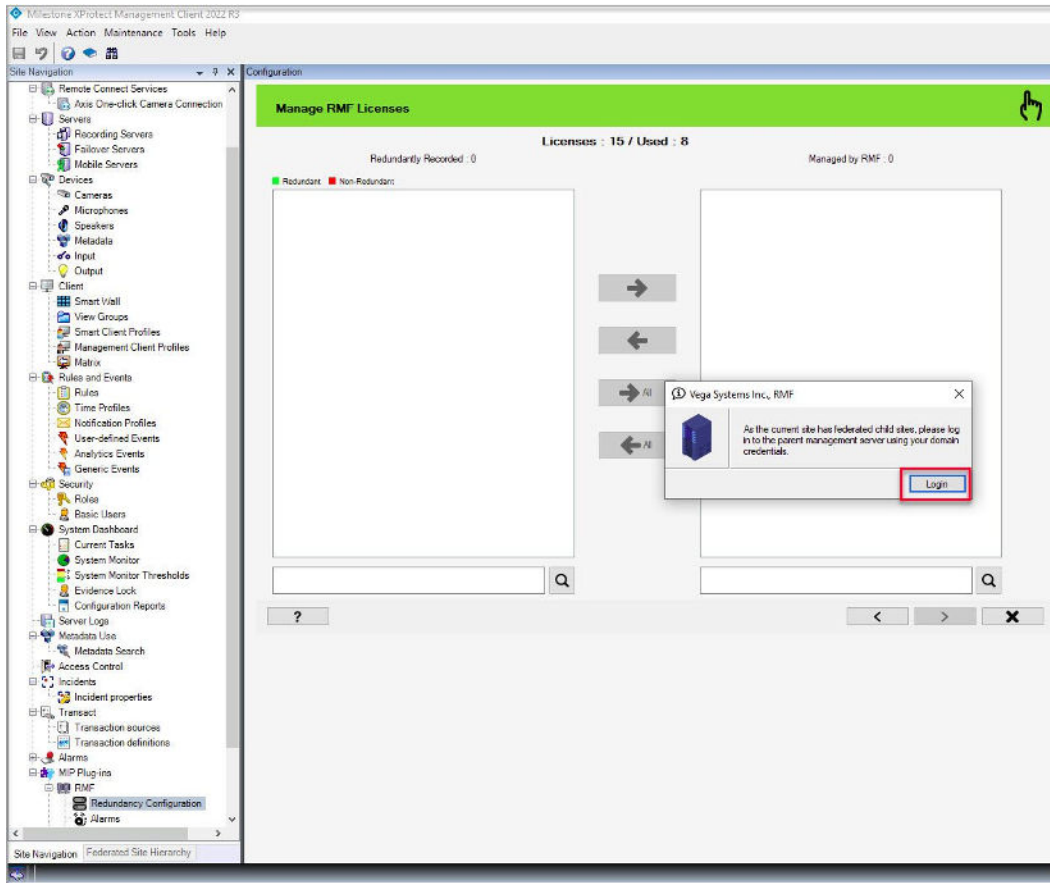 Milestone XProtect Management Client 2022 R3
File View Action Maintenance Tools Help
Site Navigation
Configuration
Remote Connect Services
Axis One-click Camera Connection
Servers
Recording Servers
Failover Servers
Mobile Servers
Devices
Cameras
Microphones
Speakers
Metadata
Input
Output
Client
Smart Wall
View Groups
Smart Client Profiles
Management Client Profiles
Matrix
Rules and Events
Rules
Time Profiles
Notification Profiles
User-defined Events
Analytics Events
Generic Events
Security
Roles
Basic Users
System Dashboard
Current Tasks
System Monitor
System Monitor Thresholds
Evidence Lock
Configuration Reports
Server Logs
Metadata Use
Metadata Search
Access Control
Incidents
Incident properties
Transact
Transaction sources
Transaction definitions
Alarms
MIP Plug-ins
RMF
Redundancy Configuration
Alarms
Site Navigation Federated Site Hierarchy
Manage RMF Licenses
Licenses : 15 / Used : 8
Redundantly Recorded : 0
Managed by RMF : 0
Redundant Non-Redundant
All
All
Vega Systems Inc., RMF
As the current site has federated child sites, please log
in to the parent management server using your domain
credentials.
Login
?